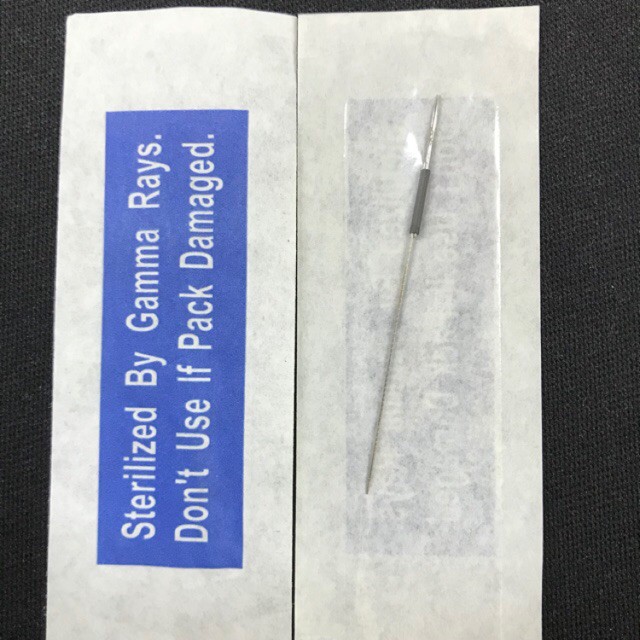 Sterilized By Gamma Rays.
Don't Use If Pack Damaged.